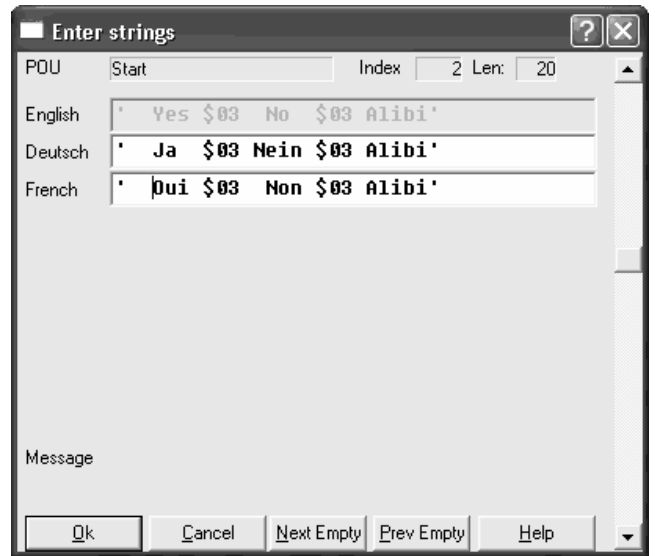 Enter strings
POU Start Index 2 Len: 20
English '  Yes $03  No  $03 Alibi'
Deutsch '  Ja  $03 Nein $03 Alibi'
French '  Oui $03  Non $03 Alibi'
Message
Ok Cancel Next Empty Prev Empty Help